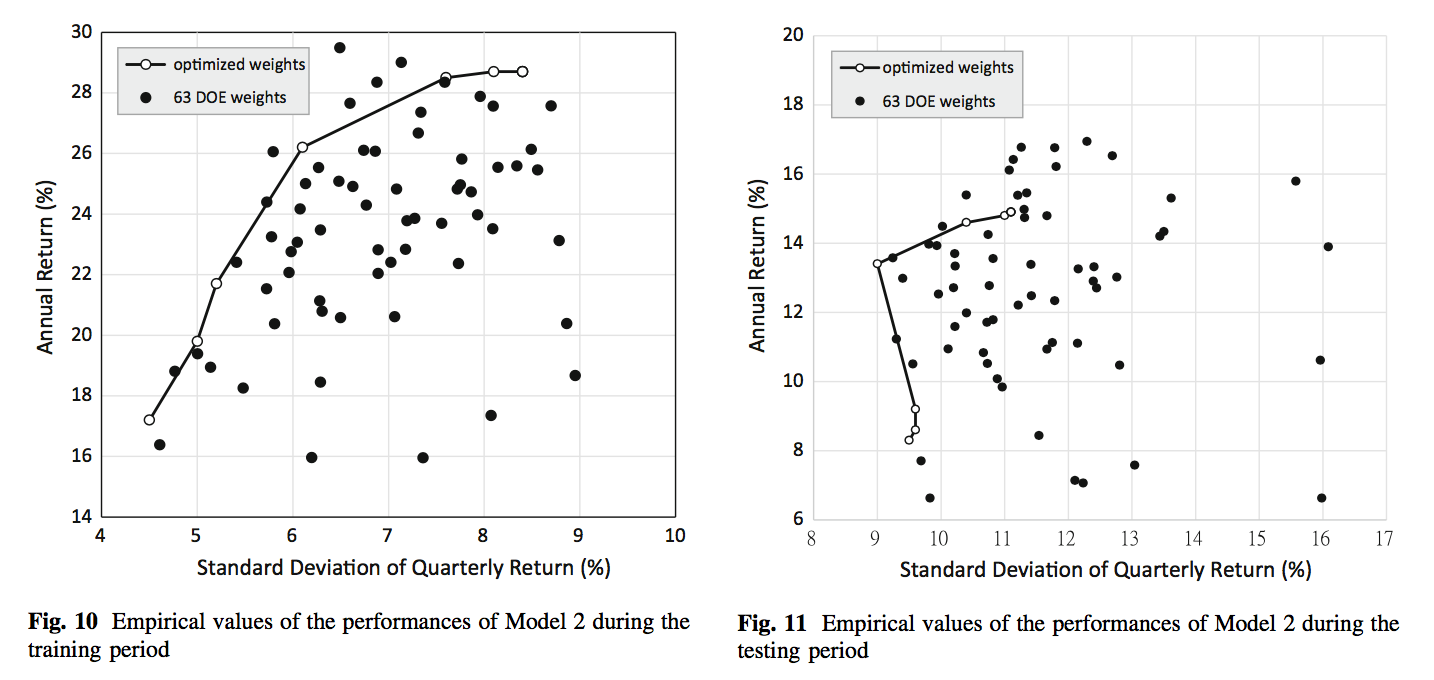 30
28
26
24
22
20
18
16
14
Annual Return (%)
optimized weights
63 DOE weights
4 5 6 7 8 9 10
Standard Deviation of Quarterly Return (%)
Fig. 10 Empirical values of the performances of Model 2 during the
training period
20
18
16
14
12
10
8
6
Annual Return (%)
optimized weights
63 DOE weights
8 9 10 11 12 13 14 15 16 17
Standard Deviation of Quarterly Return (%)
Fig. 11 Empirical values of the performances of Model 2 during the
testing period